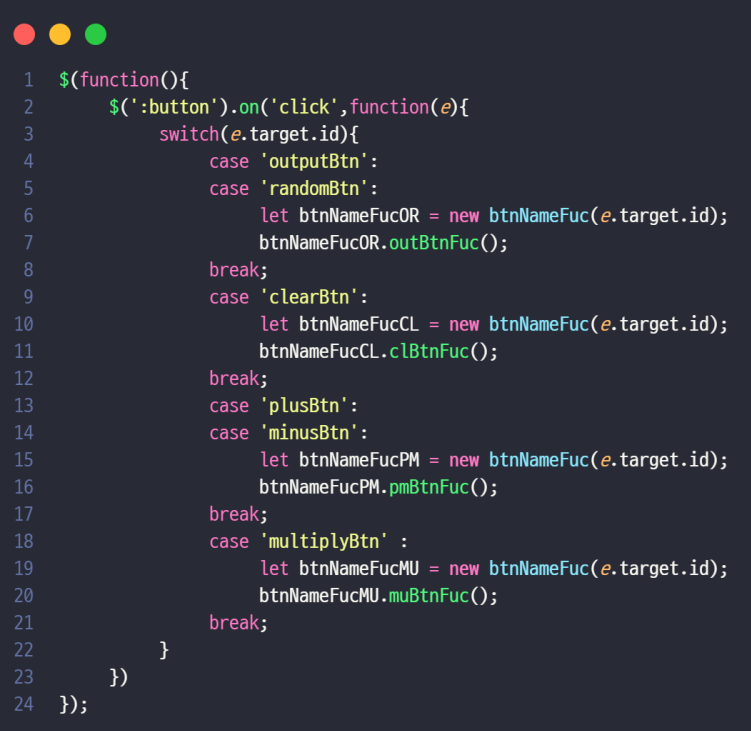 1 $(function(){
2 $(':button').on('click',function(e){
3 switch(e.target.id){
4 case 'outputBtn':
5 case 'randomBtn':
6 let btnNameFucOR = new btnNameFuc(e.target.id);
7 btnNameFucOR.outBtnFuc();
8 break;
9 case 'clearBtn':
10 let btnNameFucCL = new btnNameFuc(e.target.id);
11 btnNameFucCL.clBtnFuc();
12 break;
13 case 'plusBtn':
14 case 'minusBtn':
15 let btnNameFucPM = new btnNameFuc(e.target.id);
16 btnNameFucPM.pmBtnFuc();
17 break;
18 case 'multiplyBtn' :
19 let btnNameFucMU = new btnNameFuc(e.target.id);
20 btnNameFucMU.muBtnFuc();
21 break;
22 }
23 })
24 });